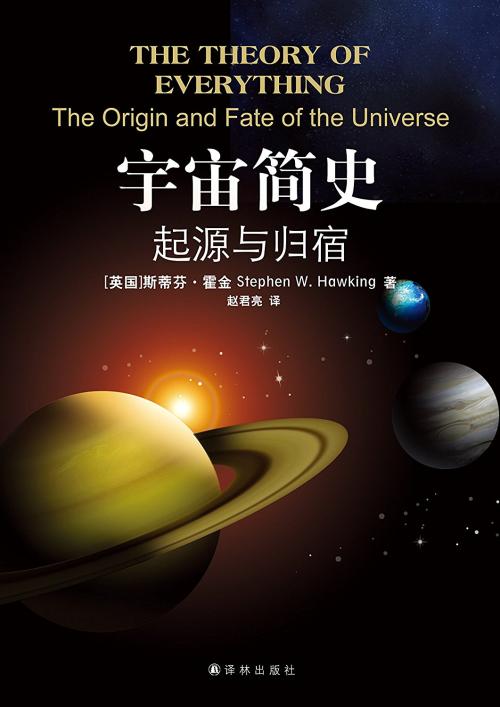 THE THEORY OF
EVERYTHING
The Origin and Fate of the Universe
宇宙简史
起源与归宿
[英国]斯蒂芬·霍金 Stephen W. Hawking 著
赵君亮 译
译林出版社